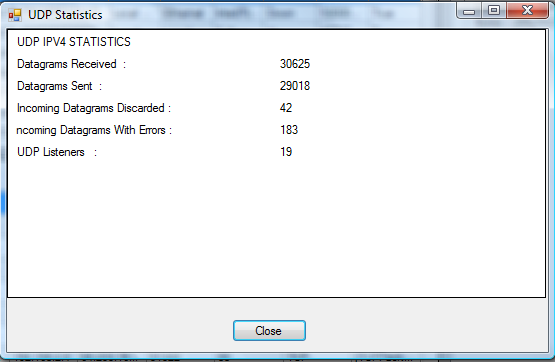 UDP Statistics
UDP IPV4 STATISTICS
Datagrams Received : 30625
Datagrams Sent : 29018
Incoming Datagrams Discarded : 42
ncoming Datagrams With Errors : 183
UDP Listeners : 19
Close